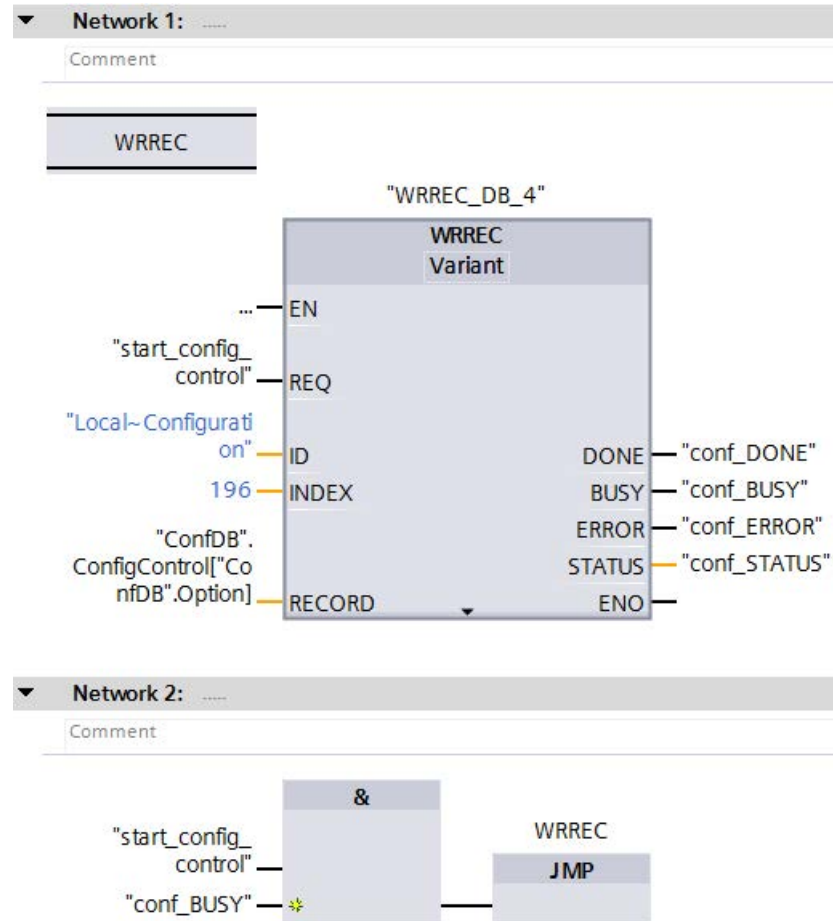 Network 1: .....
Comment
WRREC
"WRREC_DB_4"
WRREC
Variant
... EN
"start_config_
control" REQ
"Local~Configurati
on" ID DONE "conf_DONE"
196 INDEX BUSY "conf_BUSY"
ERROR "conf_ERROR"
"ConfDB".
ConfigControl["Co STATUS "conf_STATUS"
nfDB".Option] RECORD ENO
Network 2: .....
Comment
&
"start_config_ WRREC
control" JMP
"conf_BUSY"